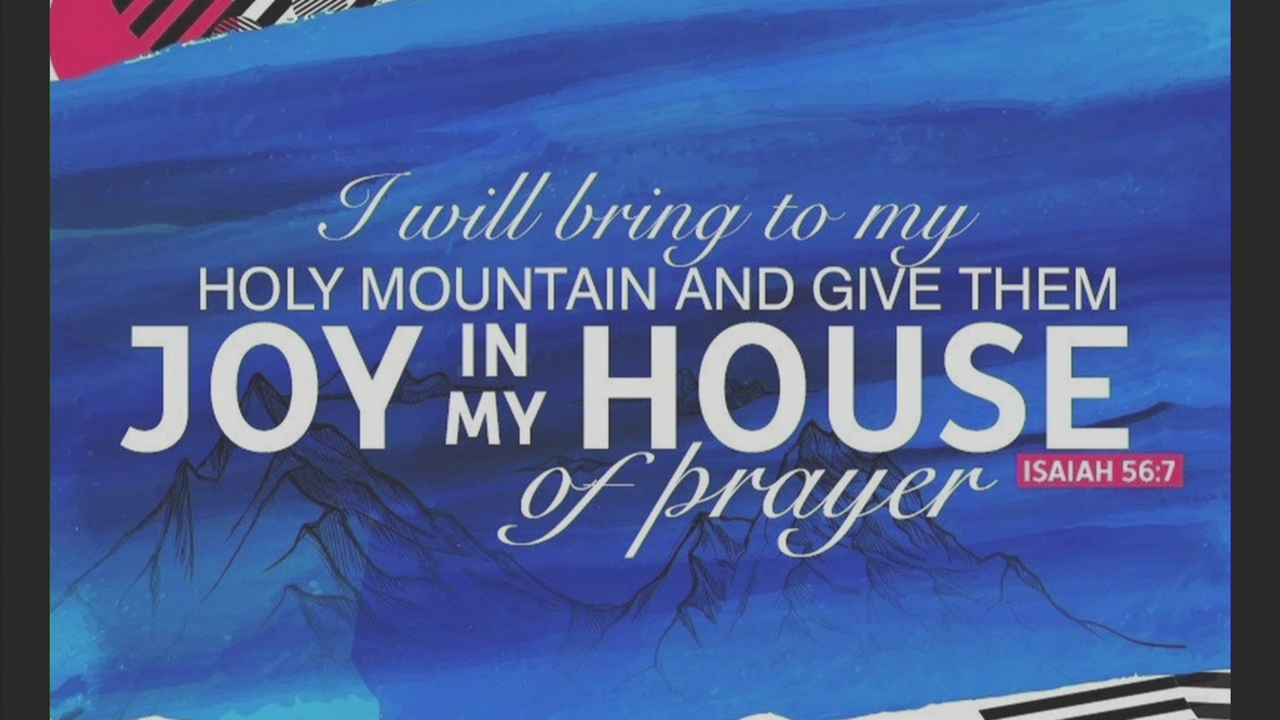 I will bring to my
HOLY MOUNTAIN AND GIVE THEM
JOY IN MY HOUSE
of prayer
ISAIAH 56:7